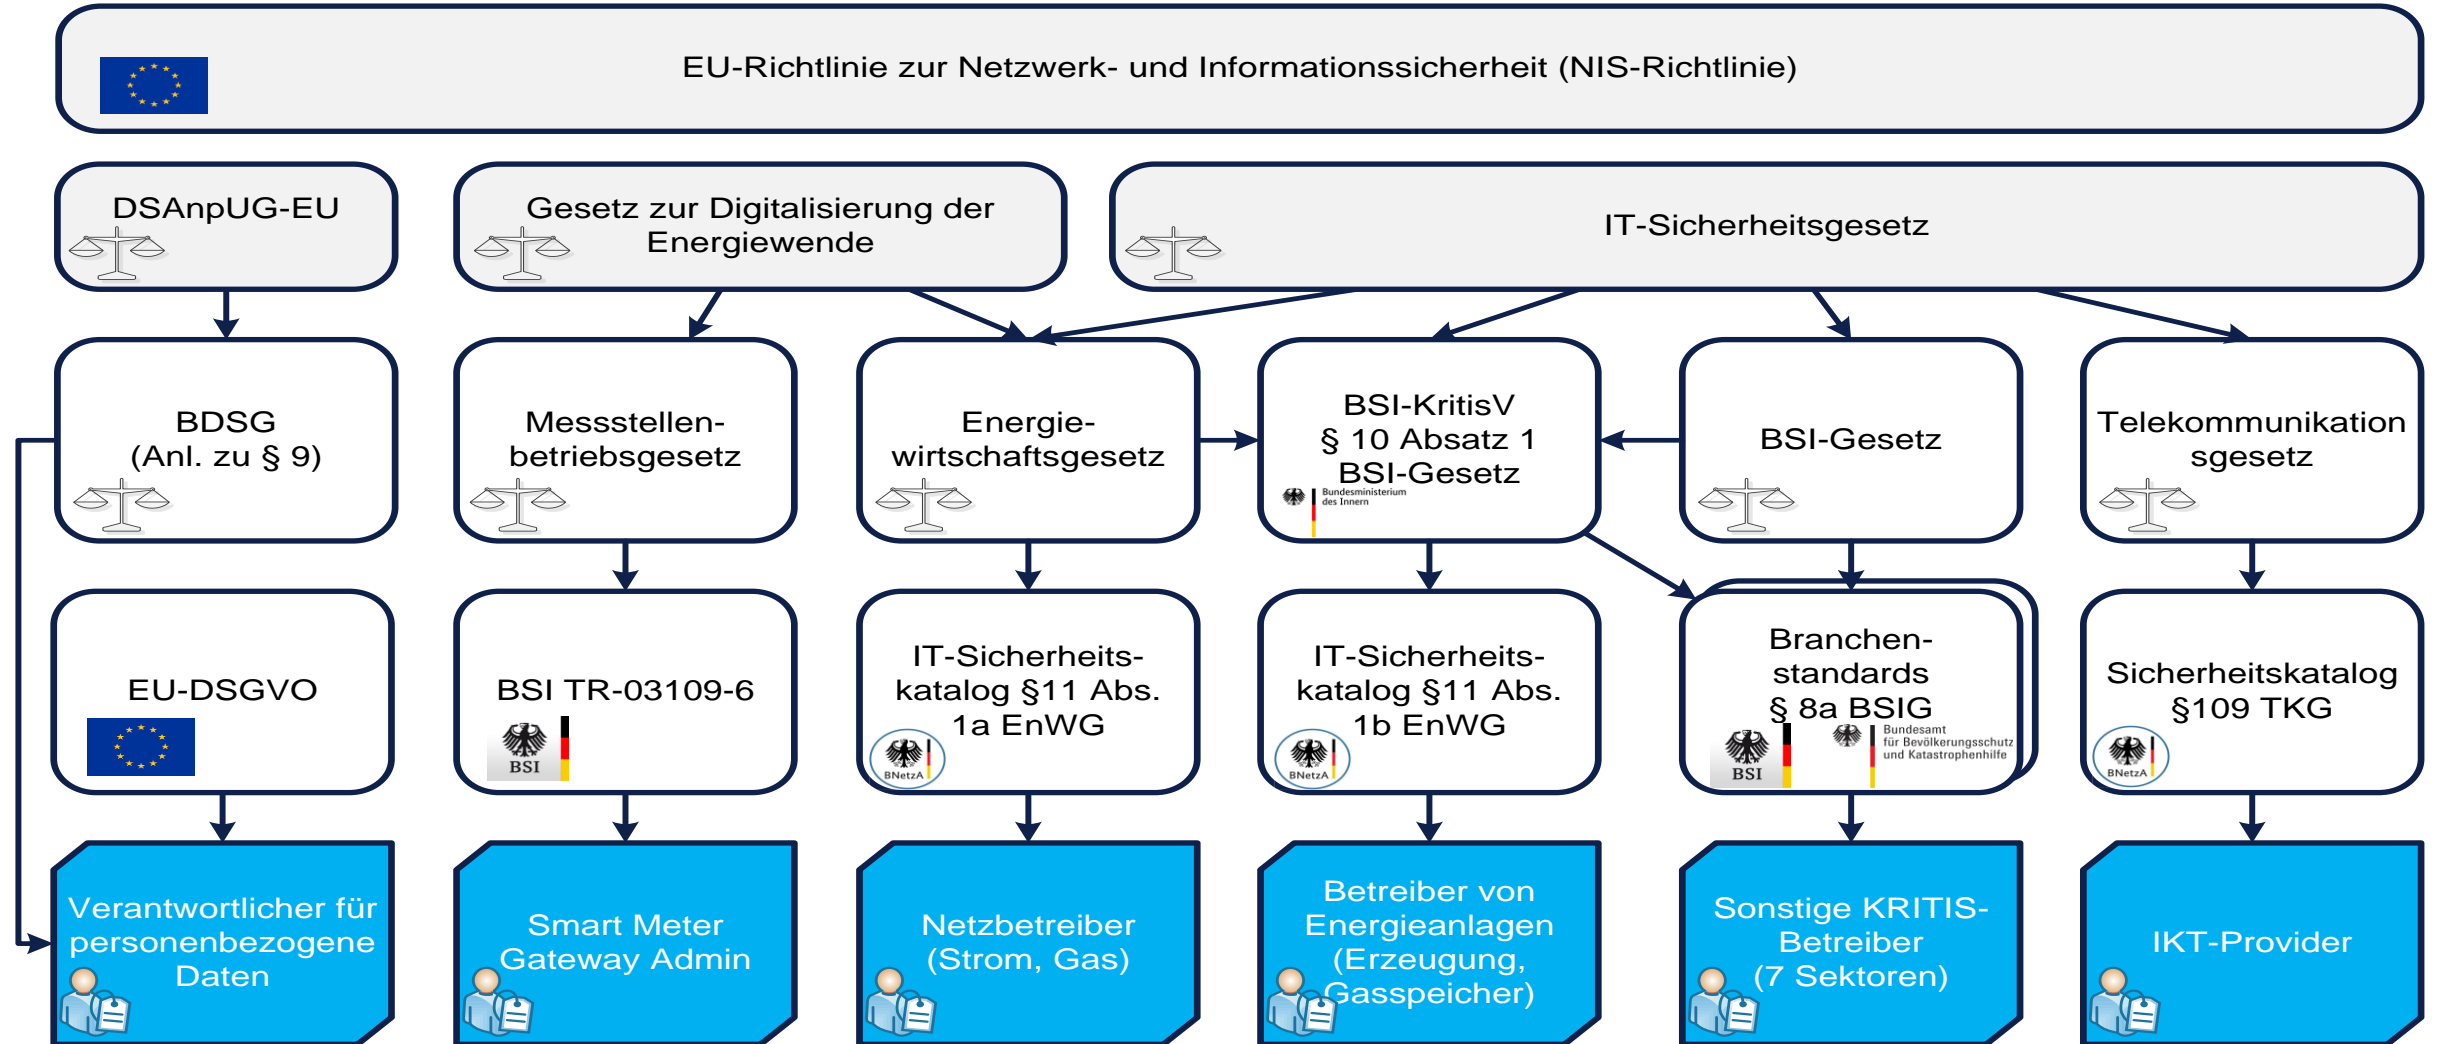 EU-Richtlinie zur Netzwerk- und Informationssicherheit (NIS-Richtlinie)
DSAnpUG-EU
Gesetz zur Digitalisierung der
Energiewende
IT-Sicherheitsgesetz
BDSG
(Anl. zu § 9)
Messstellen-
betriebsgesetz
Energie-
wirtschaftsgesetz
BSI-KritisV
§ 10 Absatz 1
BSI-Gesetz
Bundesministerium
des Innern
BSI-Gesetz
Telekommunikation
sgesetz
EU-DSGVO
BSI TR-03109-6
BSI
IT-Sicherheits-
katalog §11 Abs.
1a EnWG
BNetzA
IT-Sicherheits-
katalog §11 Abs.
1b EnWG
BNetzA
Branchen-
standards
§ 8a BSIG
BSI
Bundesamt
für Bevölkerungsschutz
und Katastrophenhilfe
Sicherheitskatalog
§109 TKG
BNetzA
Verantwortlicher für
personenbezogene
Daten
Smart Meter
Gateway Admin
Netzbetreiber
(Strom, Gas)
Betreiber von
Energieanlagen
(Erzeugung,
Gasspeicher)
Sonstige KRITIS-
Betreiber
(7 Sektoren)
IKT-Provider